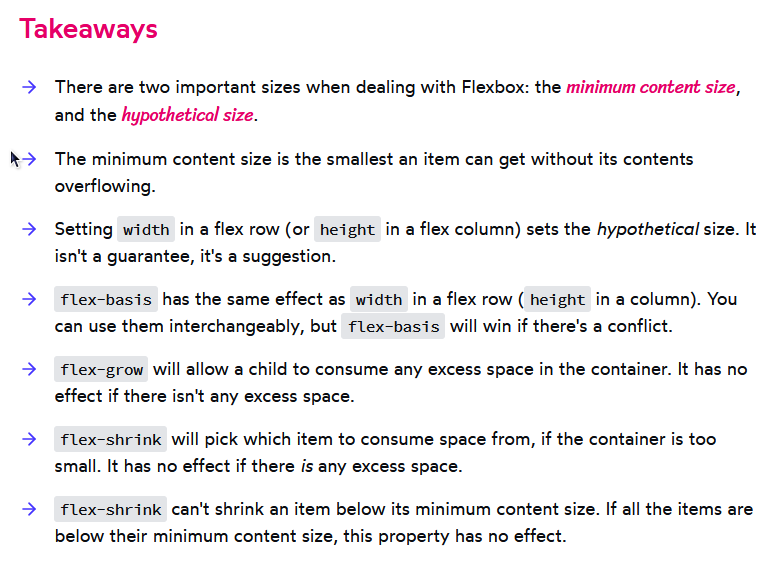 Takeaways
→ There are two important sizes when dealing with Flexbox: the minimum content size,
and the hypothetical size.
→ The minimum content size is the smallest an item can get without its contents
overflowing.
→ Setting width in a flex row (or height in a flex column) sets the hypothetical size. It
isn't a guarantee, it's a suggestion.
→ flex-basis has the same effect as width in a flex row (height in a column). You
can use them interchangeably, but flex-basis will win if there's a conflict.
→ flex-grow will allow a child to consume any excess space in the container. It has no
effect if there isn't any excess space.
→ flex-shrink will pick which item to consume space from, if the container is too
small. It has no effect if there is any excess space.
→ flex-shrink can't shrink an item below its minimum content size. If all the items are
below their minimum content size, this property has no effect.